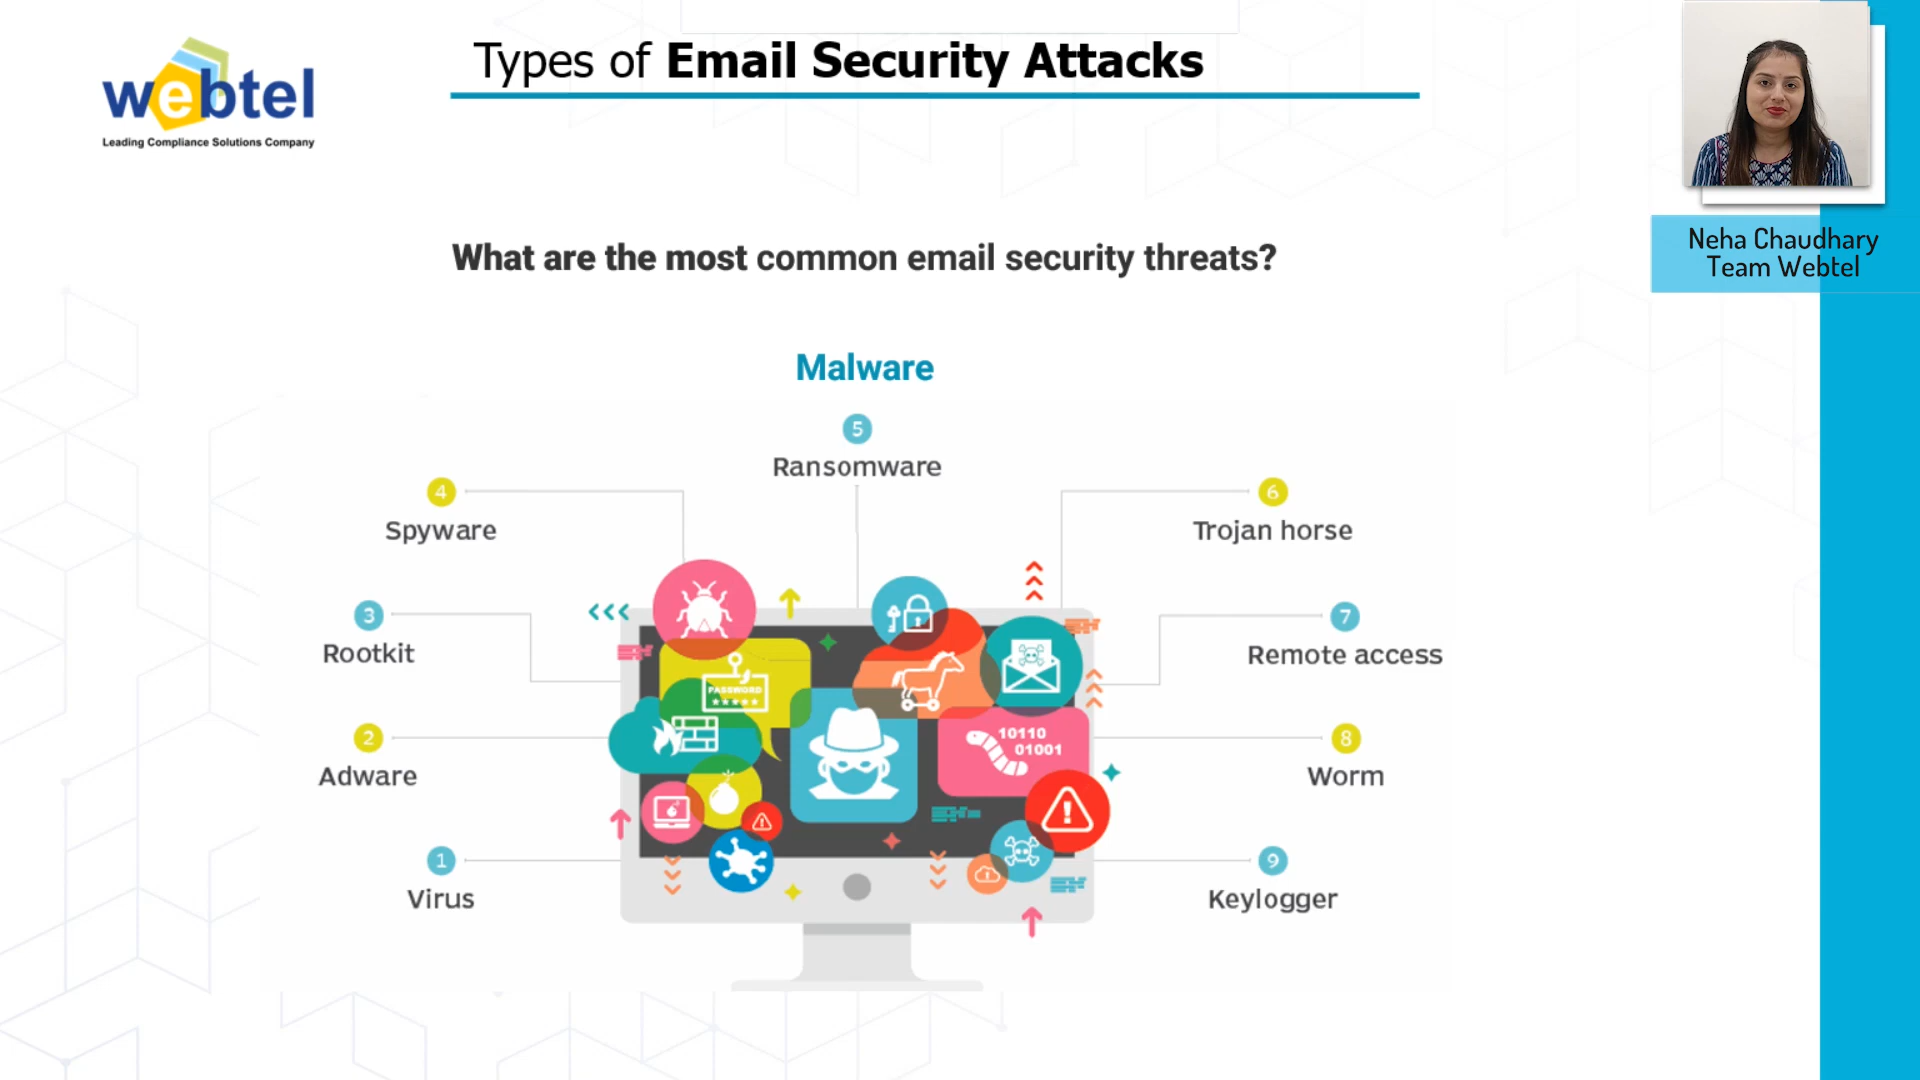 webtel
Leading Compliance Solutions Company
Types of Email Security Attacks
Neha Chaudhary
Team Webtel
What are the most common email security threats?
Malware
5
Ransomware
4
Spyware
6
Trojan horse
3
Rootkit
7
Remote access
2
Adware
8
Worm
1
Virus
9
Keylogger
PASSWORD
★★★★★
10110
01001